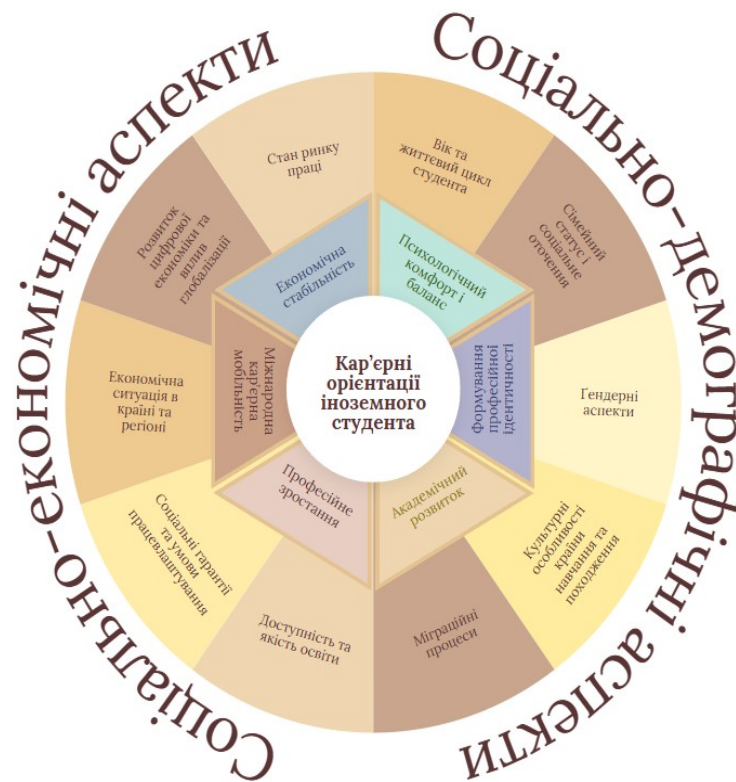 Соціально-економічні аспекти
Соціально-демографічні аспекти
Стан ринку
праці
Вік та
життєвий цикл
студента
Сімейний
статус і
соціальне
оточення
Ґендерні
аспекти
Культурні
особливості
країни
навчання та
походження
Міграційні
процеси
Доступність та
якість освіти
Соціальні гарантії
та умови
працевлаштування
Економічна
ситуація в
країні та
регіоні
Розвиток
цифрової
економіки та
вплив
глобалізації
Економічна
стабільність
Психологічний
комфорт і
баланс
Формування
професійної
ідентичності
Академічний
розвиток
Професійне
зростання
Міжнародна
кар’єрна
мобільність
Кар’єрні
орієнтації
іноземного
студента